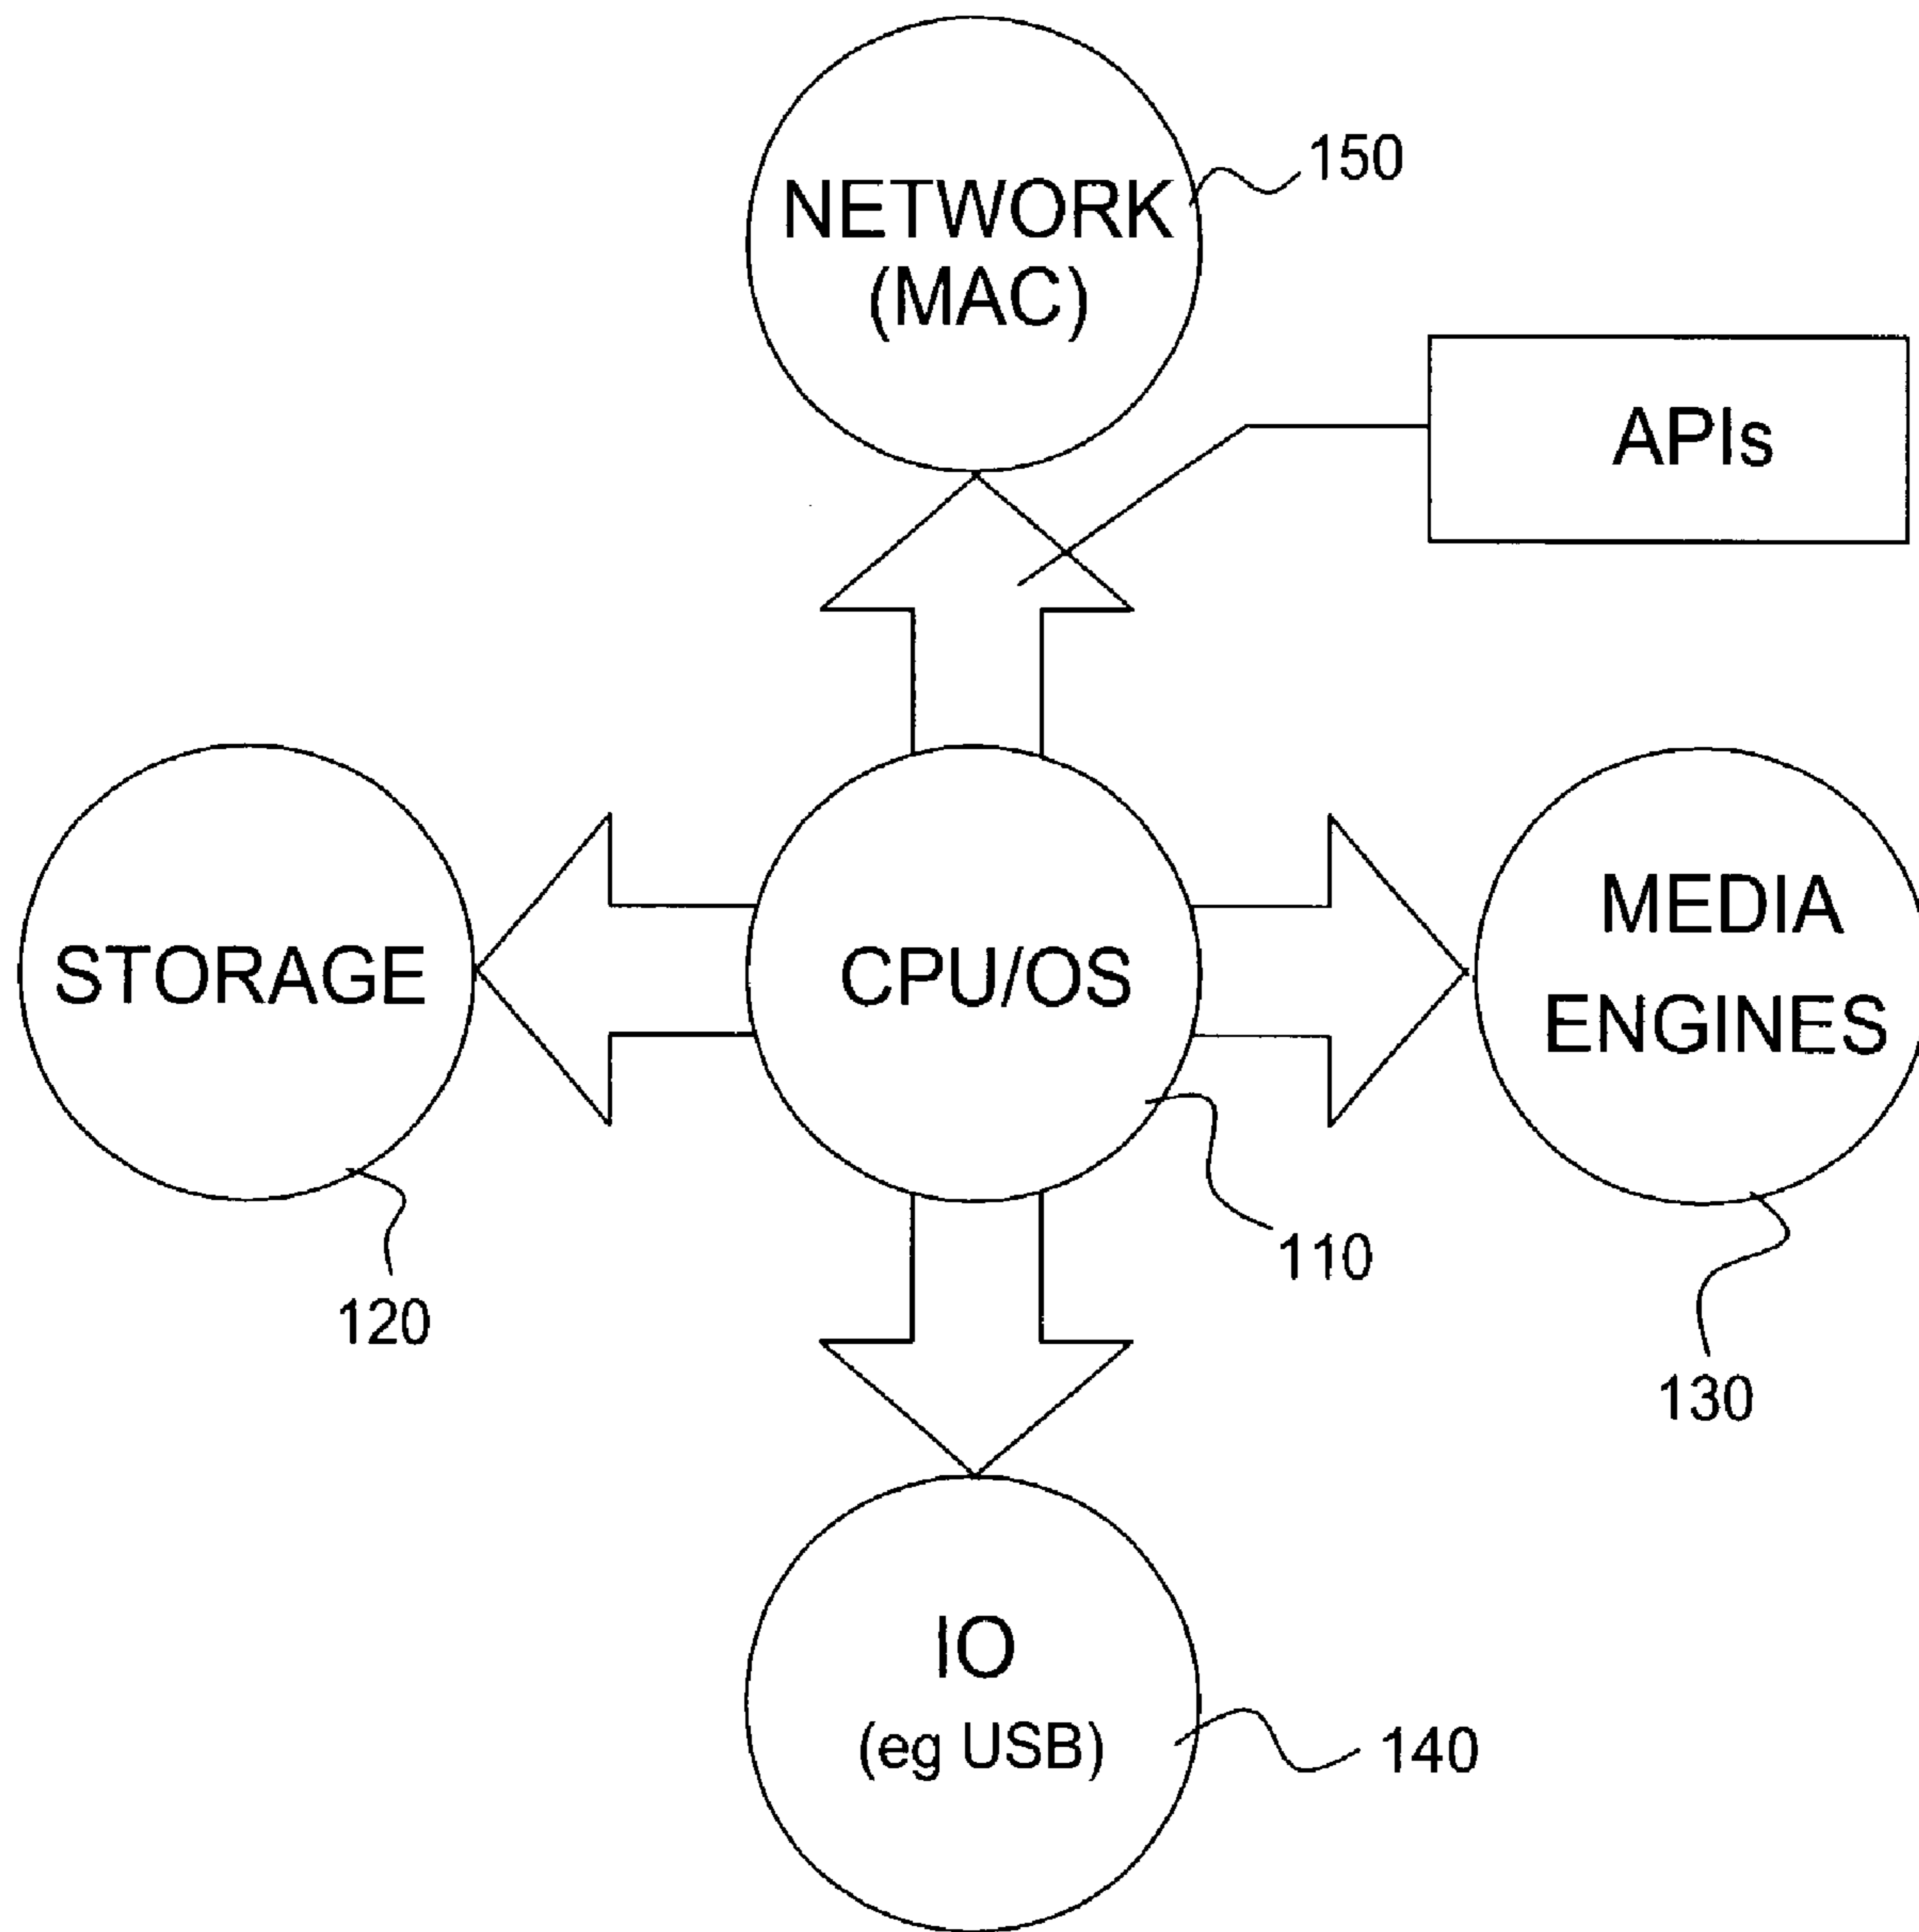 NETWORK
(MAC)
150
APIs
STORAGE
CPU/OS
MEDIA
ENGINES
110
120
130
IO
(eg USB)
140